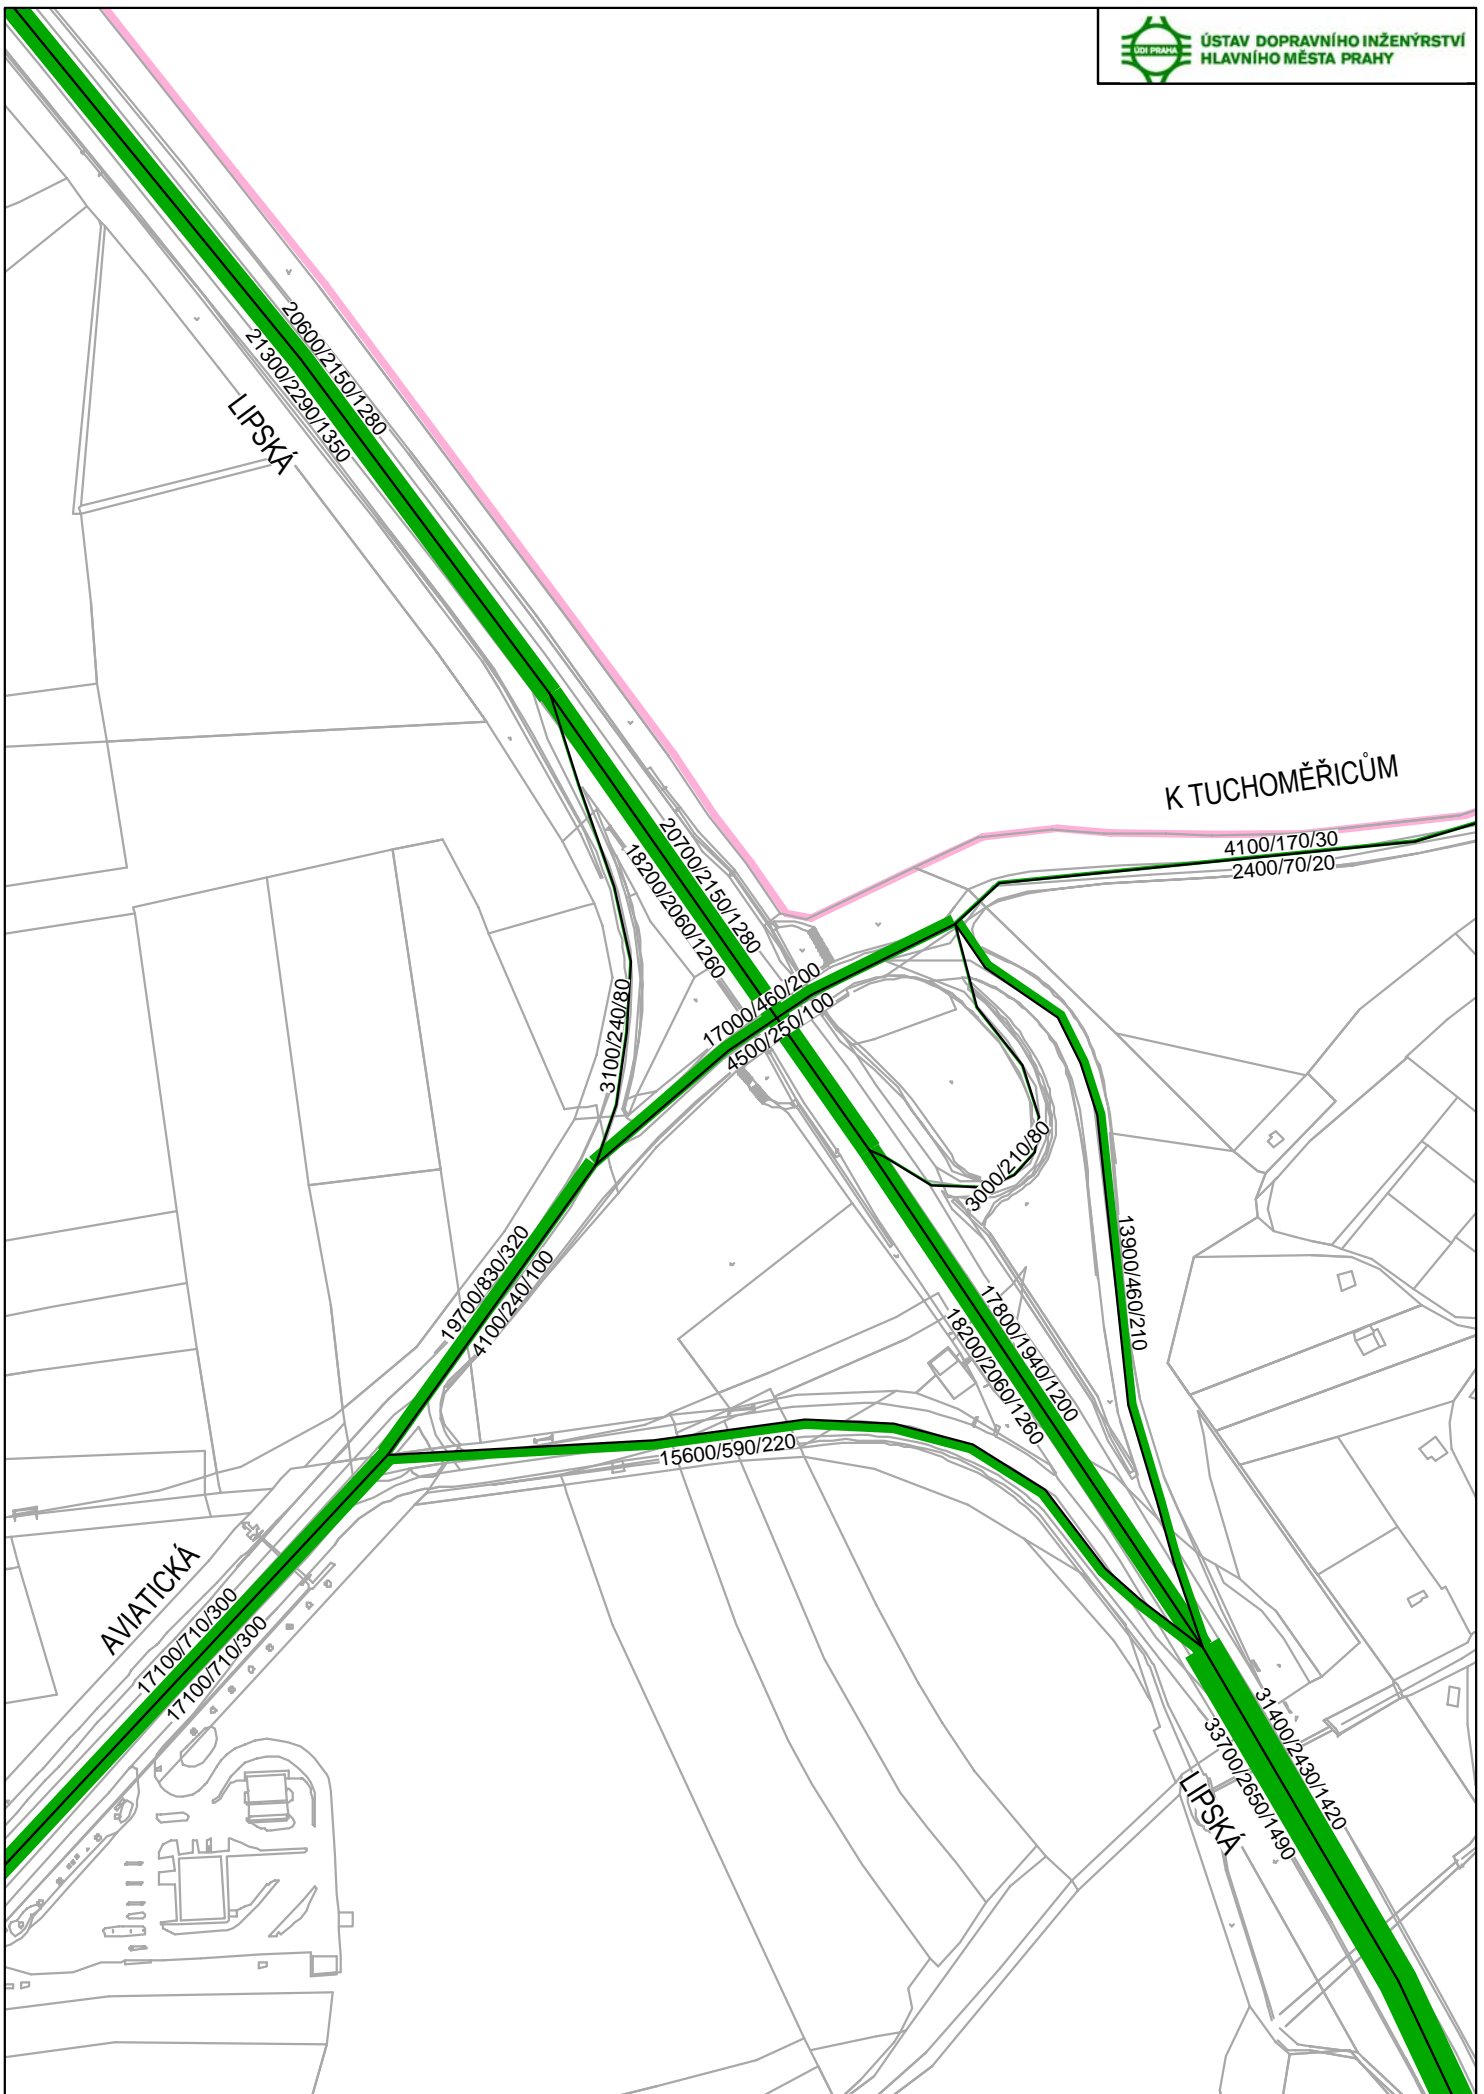 ÚDI PRAHA
ÚSTAV DOPRAVNÍHO INŽENÝRSTVÍ
HLAVNÍHO MĚSTA PRAHY
20600/2150/1280
21300/2290/1350
LIPSKÁ
K TUCHOMĚŘICŮM
4100/170/30
2400/70/20
20700/2150/1280
18200/2060/1260
17000/460/200
4500/250/100
3100/240/80
3000/210/80
13900/460/210
19700/830/320
4100/240/100
17800/1940/1200
18200/2060/1260
15600/590/220
AVIATICKÁ
17100/710/300
17100/710/300
31400/2430/1420
33700/2650/1490
LIPSKÁ